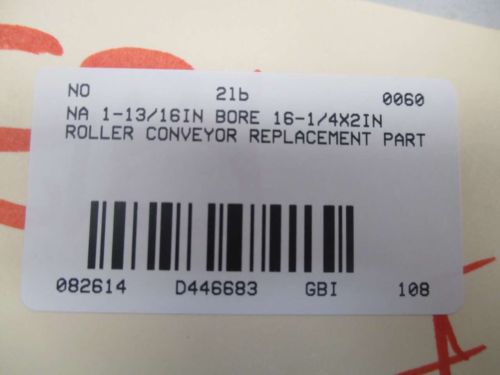 NO 21b 0060
NA 1-13/16IN BORE 16-1/4X2IN
ROLLER CONVEYOR REPLACEMENT PART
082614 D446683 GBI 108